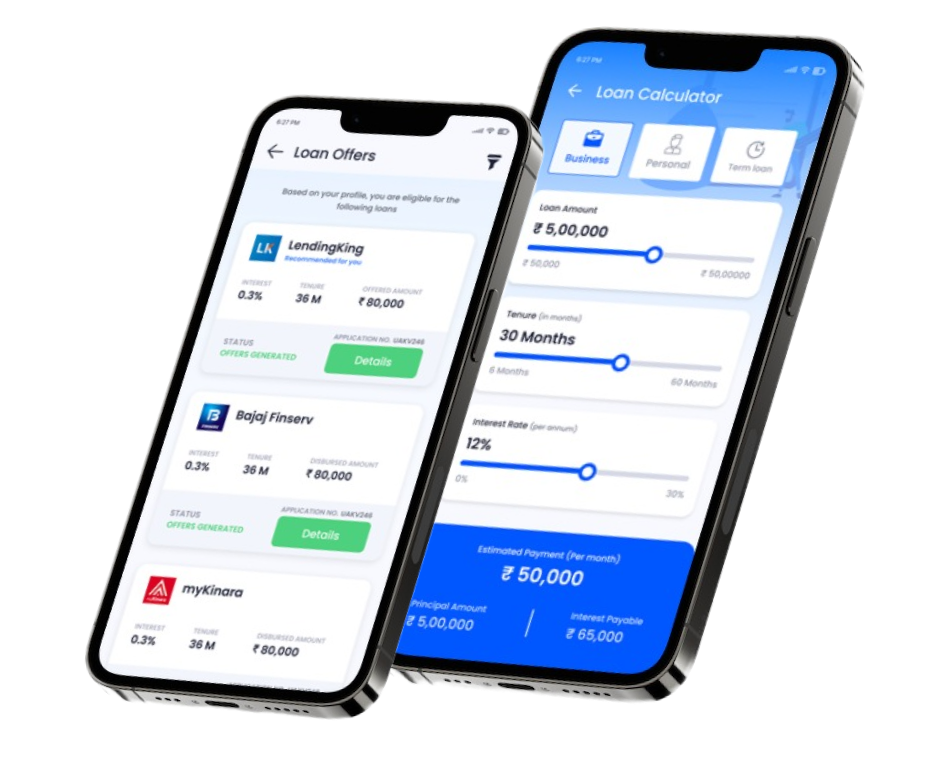 6:27 PM
Loan Offers
Based on your profile, you are eligible for the
following loans
LK
LendingKing
Recommended for you
INTEREST TENURE OFFERED AMOUNT
0.3% 36 M ₹ 80,000
STATUS APPLICATION NO. UAKV246
OFFERS GENERATED Details
B
Bajaj Finserv
INTEREST TENURE DISBURSED AMOUNT
0.3% 36 M ₹ 80,000
STATUS APPLICATION NO. UAKV246
OFFERS GENERATED Details
myKinara
INTEREST TENURE DISBURSED AMOUNT
0.3% 36 M ₹ 80,000
6:27 PM
Loan Calculator
Business Personal Term loan
Loan Amount
₹ 5,00,000
₹ 50,000 ₹ 50,00000
Tenure (in months)
30 Months
6 Months 60 Months
Interest Rate (per annum)
12%
0% 30%
Estimated Payment (Per month)
₹ 50,000
Principal Amount Interest Payable
₹ 5,00,000 ₹ 65,000